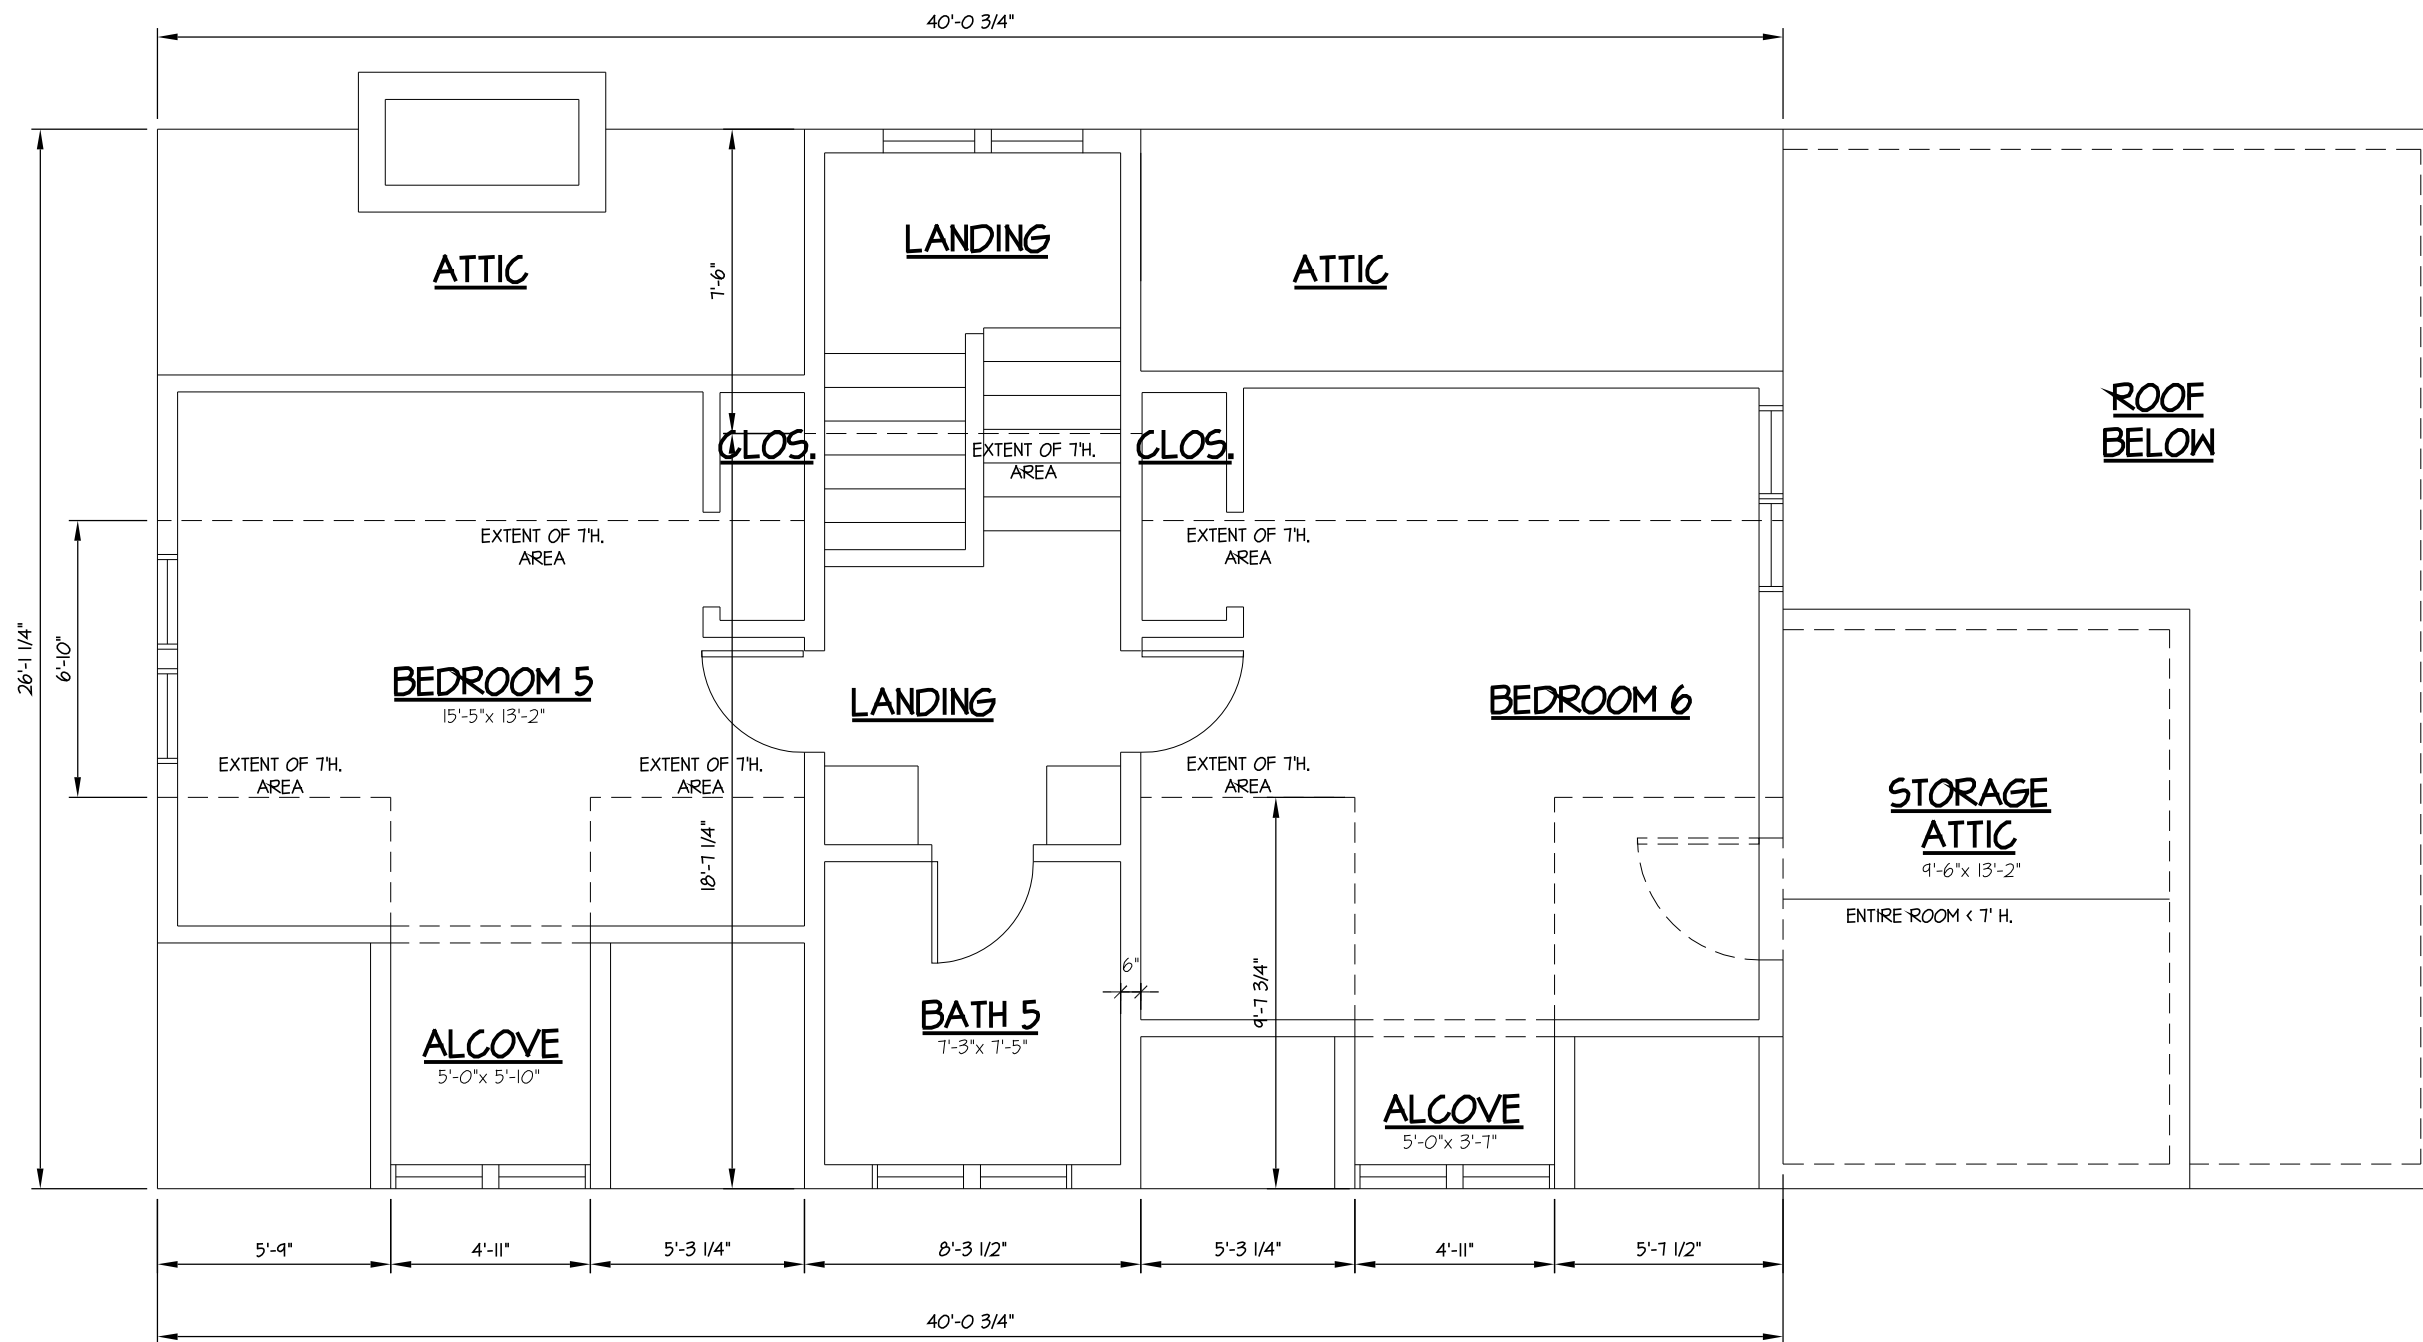 40'-0 3/4"
LANDING
ATTIC
ATTIC
7'-6"
ROOF
BELOW
CLOS.
EXTENT OF 7'H.
AREA
CLOS.
EXTENT OF 7'H.
AREA
EXTENT OF 7'H.
AREA
26'-1 1/4"
6'-10"
BEDROOM 5
15'-5"x 13'-2"
LANDING
BEDROOM 6
EXTENT OF 7'H.
AREA
EXTENT OF 7'H.
AREA
EXTENT OF 7'H.
AREA
STORAGE
ATTIC
9'-6"x 13'-2"
18'-7 1/4"
ENTIRE ROOM < 7' H.
6"
9'-7 3/4"
BATH 5
7'-3"x 7'-5"
ALCOVE
5'-0"x 5'-10"
ALCOVE
5'-0"x 3'-7"
5'-9"
4'-11"
5'-3 1/4"
8'-3 1/2"
5'-3 1/4"
4'-11"
5'-7 1/2"
40'-0 3/4"